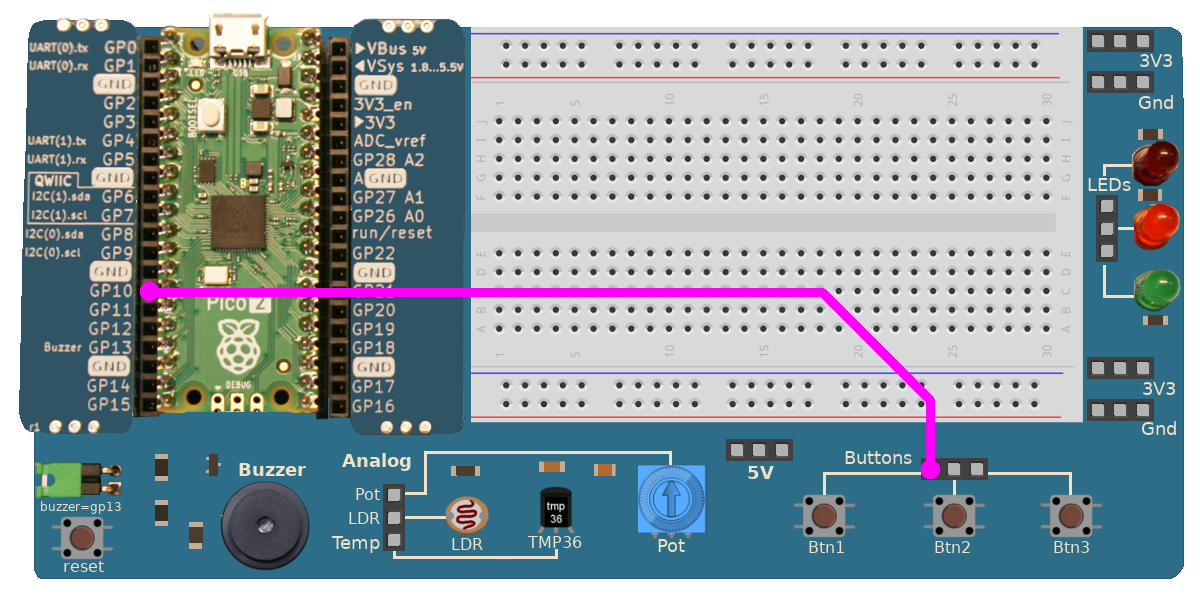 UART(0).tx GP0
UART(0).rx GP1
GND
GP2
GP3
UART(1).tx GP4
UART(1).rx GP5
QWIIC GND
I2C(1).sda GP6
I2C(1).scl GP7
I2C(0).sda GP8
I2C(0).scl GP9
GND
GP10
GP11
GP12
Buzzer GP13
GND
GP14
GP15
r1
LED
USB
BOOTSEL
Pico 2
DEBUG
VBus 5V
VSys 1.8...5.5V
GND
3V3_en
3V3
ADC_vref
GP28 A2
A GND
GP27 A1
GP26 A0
run/reset
GP22
GND
GP20
GP19
GP18
GND
GP17
GP16
1 5 10 15 20 25 30
J J
I I
H H
G G
F F
E E
D D
C C
B B
A A
1 5 10 15 20 25 30
3V3
Gnd
LEDs
3V3
Gnd
buzzer=gp13
reset
Buzzer
Analog
Pot
LDR
Temp
LDR
tmp
36
TMP36
Pot
5V
Buttons
Btn1
Btn2
Btn3